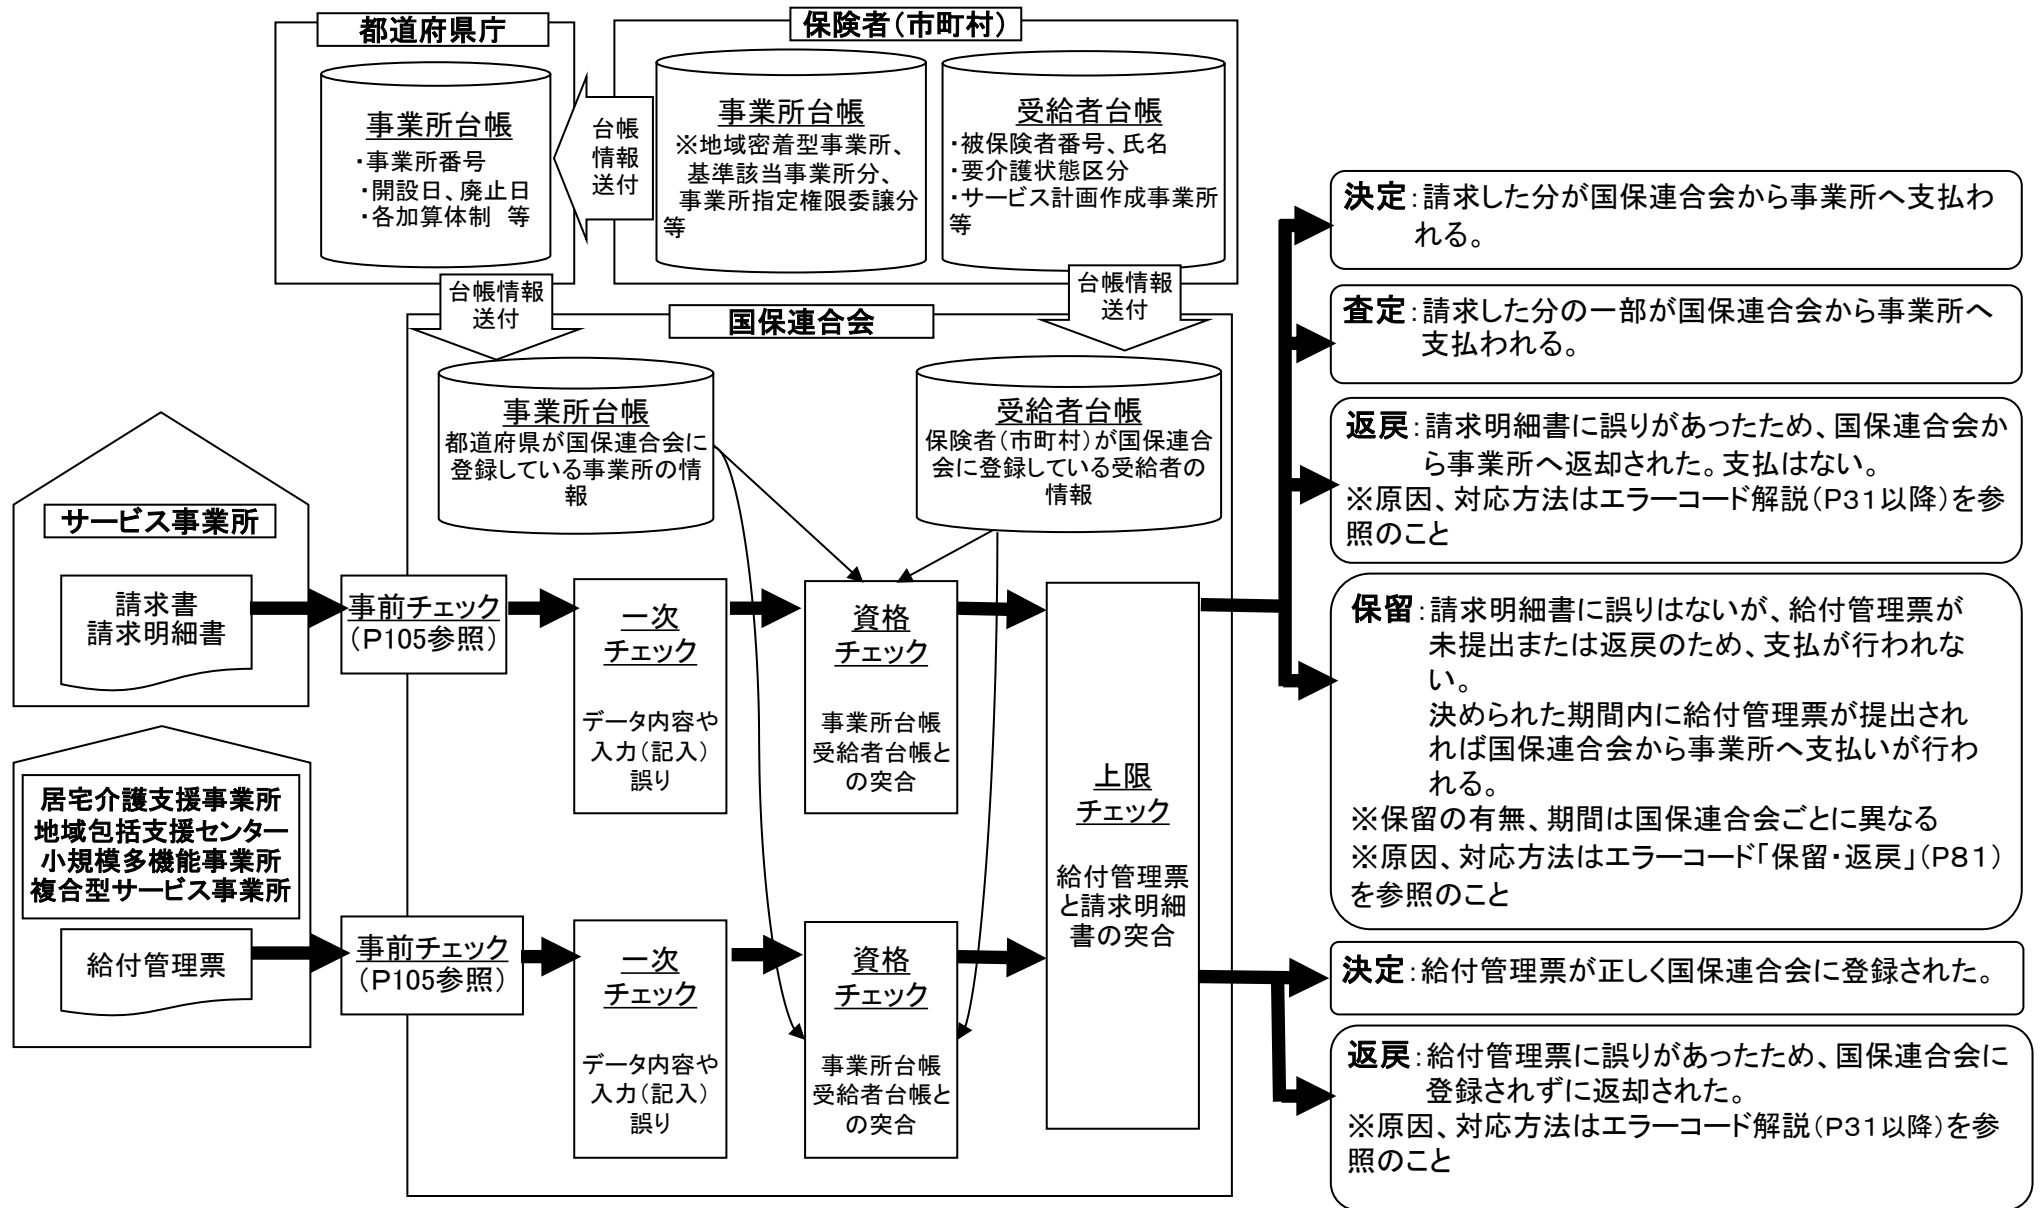 都道府県庁
事業所台帳
・事業所番号
・開設日、廃止日
・各加算体制　等
台帳
情報
送付
保険者（市町村）
事業所台帳
※地域密着型事業所、
基準該当事業所分、
事業所指定権限委譲分
等
受給者台帳
・被保険者番号、氏名
・要介護状態区分
・サービス計画作成事業所
等
台帳情報
送付
台帳情報
送付
国保連合会
事業所台帳
都道府県が国保連合会に
登録している事業所の情
報
受給者台帳
保険者（市町村）が国保連合
会に登録している受給者の
情報
サービス事業所
請求書
請求明細書
事前チェック
（P105参照）
一次
チェック
データ内容や
入力（記入）
誤り
資格
チェック
事業所台帳
受給者台帳と
の突合
居宅介護支援事業所
地域包括支援センター
小規模多機能事業所
複合型サービス事業所
給付管理票
事前チェック
（P105参照）
一次
チェック
データ内容や
入力（記入）
誤り
資格
チェック
事業所台帳
受給者台帳と
の突合
上限
チェック
給付管理票
と請求明細
書の突合
決定：請求した分が国保連合会から事業所へ支払わ
れる。
査定：請求した分の一部が国保連合会から事業所へ
支払われる。
返戻：請求明細書に誤りがあったため、国保連合会か
ら事業所へ返却された。支払はない。
※原因、対応方法はエラーコード解説（P31以降）を参
照のこと
保留：請求明細書に誤りはないが、給付管理票が
未提出または返戻のため、支払が行われな
い。
決められた期間内に給付管理票が提出され
れば国保連合会から事業所へ支払いが行わ
れる。
※保留の有無、期間は国保連合会ごとに異なる
※原因、対応方法はエラーコード「保留・返戻」（P81）
を参照のこと
決定：給付管理票が正しく国保連合会に登録された。
返戻：給付管理票に誤りがあったため、国保連合会に
登録されずに返却された。
※原因、対応方法はエラーコード解説（P31以降）を参
照のこと